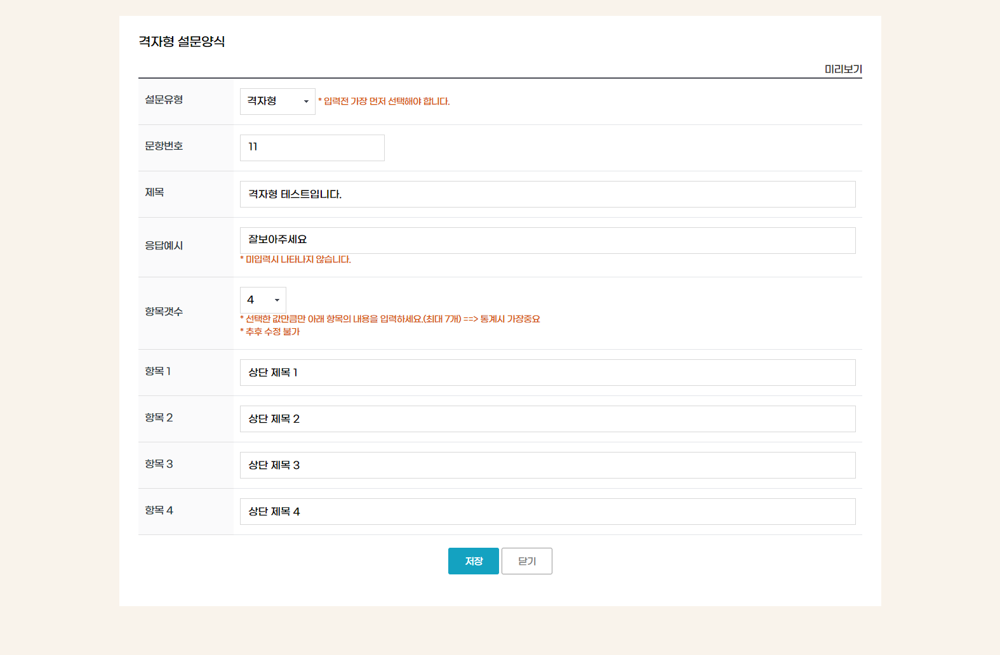 격자형 설문양식
미리보기
설문유형 격자형 * 입력전 가장 먼저 선택해야 합니다.
문항번호 11
제목 격자형 테스트입니다.
응답예시 잘보아주세요
* 미입력시 나타나지 않습니다.
항목갯수 4
* 선택한 값만큼만 아래 항목의 내용을 입력하세요.(최대 7개) ==> 통계시 가장중요
* 추후 수정 불가
항목 1 상단 제목 1
항목 2 상단 제목 2
항목 3 상단 제목 3
항목 4 상단 제목 4
저장 닫기